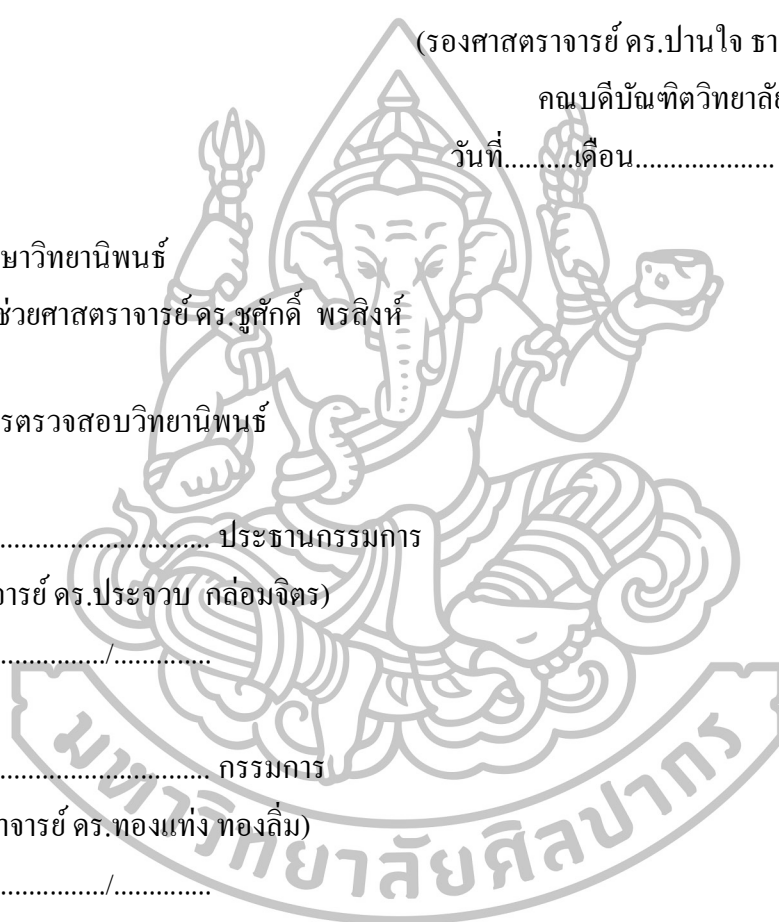 (รองศาสตราจารย์ ดร.ปานใจ ธา
คณบดีบัณฑิตวิทยาลัย
วันที่..........เดือน....................
ษาวิทยานิพนธ์
ช่วยศาสตราจารย์ ดร.ชูศักดิ์ พรสิงห์
รตรวจสอบวิทยานิพนธ์
.............................. ประธานกรรมการ
จารย์ ดร.ประจวบ กล่อมจิตร)
.............../..............
.............................. กรรมการ
าจารย์ ดร.ทองแท่ง ทองลิ่ม)
.............../..............
มหาวิทยาลัยศิลปากร